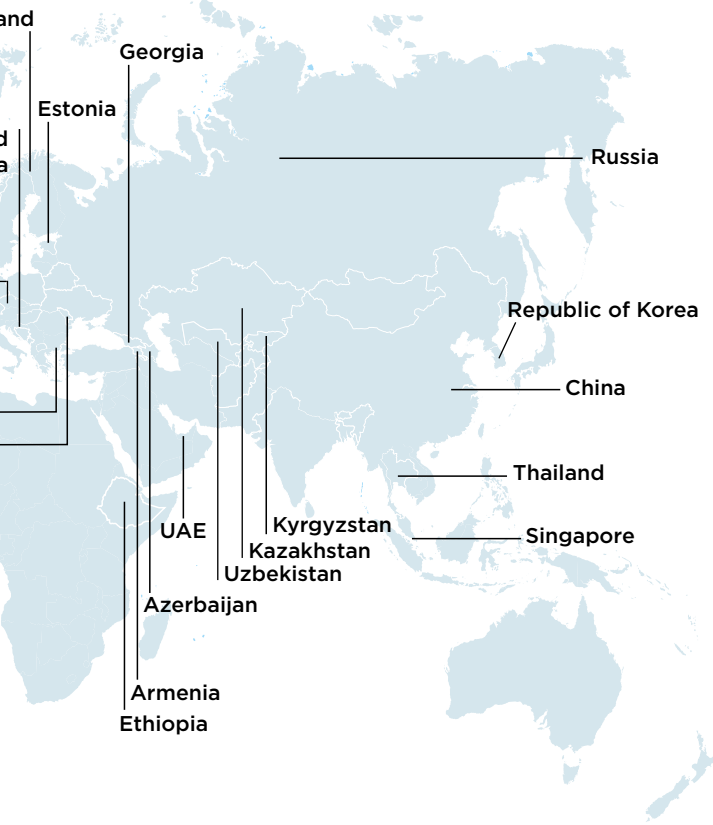 and
Georgia
Estonia
d
a
Russia
Republic of Korea
China
Thailand
Kyrgyzstan
UAE
Singapore
Kazakhstan
Uzbekistan
Azerbaijan
Armenia
Ethiopia